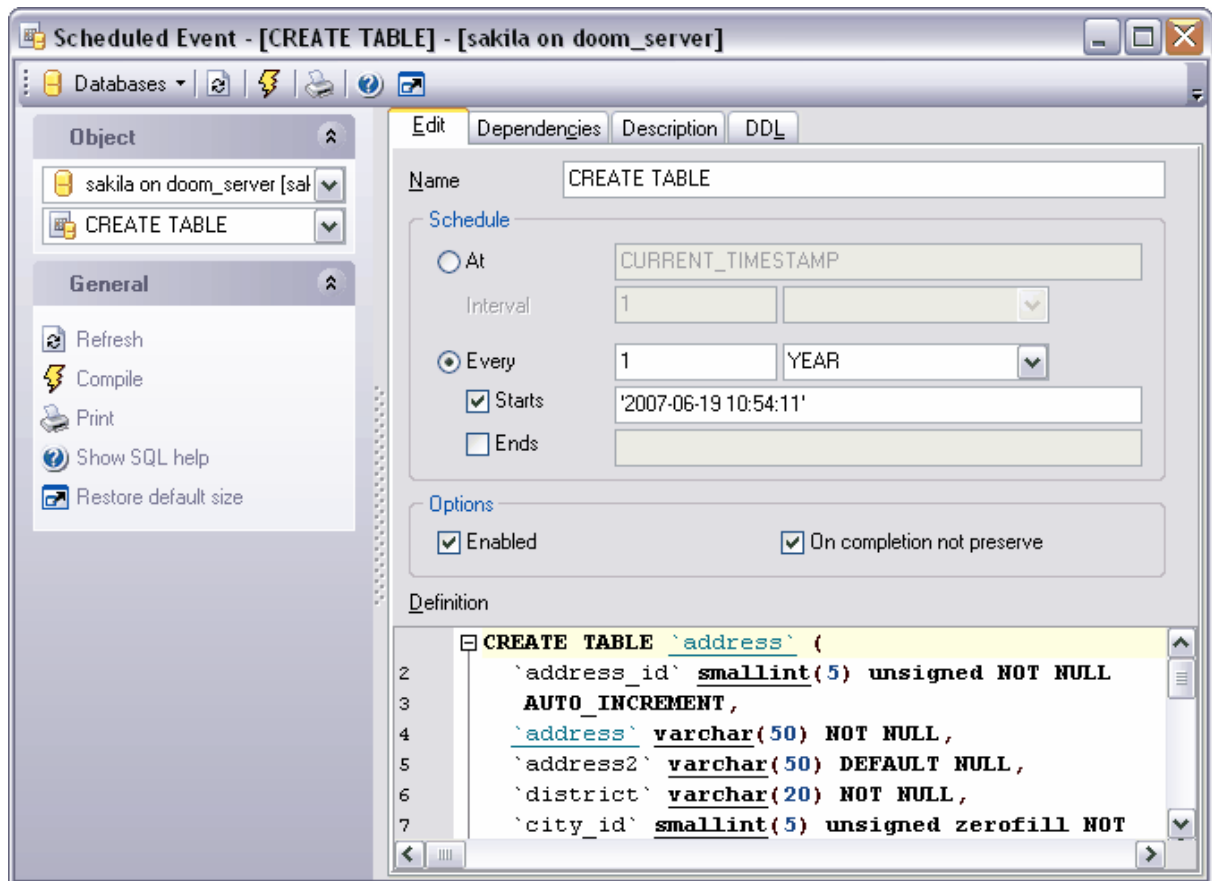 Scheduled Event - [CREATE TABLE] - [sakila on doom_server]
Databases
Object
sakila on doom_server [sak
CREATE TABLE
General
Refresh
Compile
Print
Show SQL help
Restore default size
Edit Dependencies Description DDL
Name CREATE TABLE
Schedule
At CURRENT_TIMESTAMP
Interval 1
Every 1 YEAR
Starts '2007-06-19 10:54:11'
Ends
Options
Enabled On completion not preserve
Definition
CREATE TABLE `address` (
2 `address_id` smallint(5) unsigned NOT NULL
3 AUTO_INCREMENT,
4 `address` varchar(50) NOT NULL,
5 `address2` varchar(50) DEFAULT NULL,
6 `district` varchar(20) NOT NULL,
7 `city_id` smallint(5) unsigned zerofill NOT